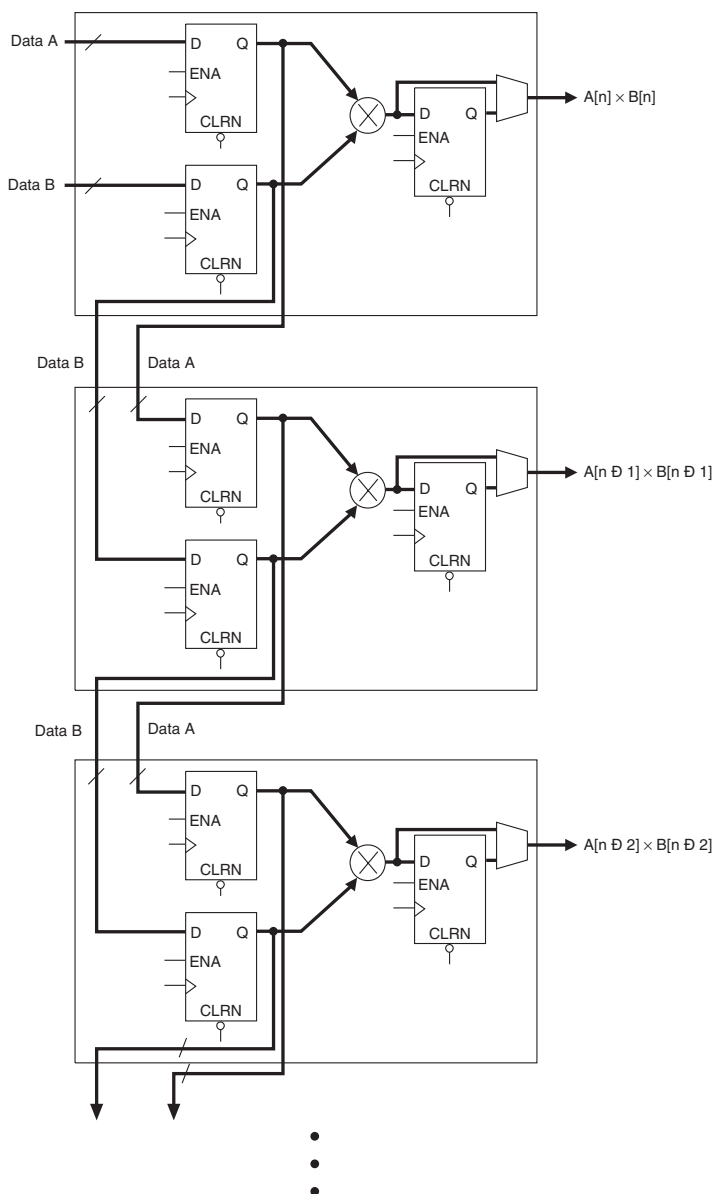 Data A
D Q
ENA
CLRN
D Q
ENA
CLRN
A[n] × B[n]
Data B
D Q
ENA
CLRN
Data B
Data A
D Q
ENA
CLRN
D Q
ENA
CLRN
A[n Ð 1] × B[n Ð 1]
D Q
ENA
CLRN
Data B
Data A
D Q
ENA
CLRN
D Q
ENA
CLRN
A[n Ð 2] × B[n Ð 2]
D Q
ENA
CLRN